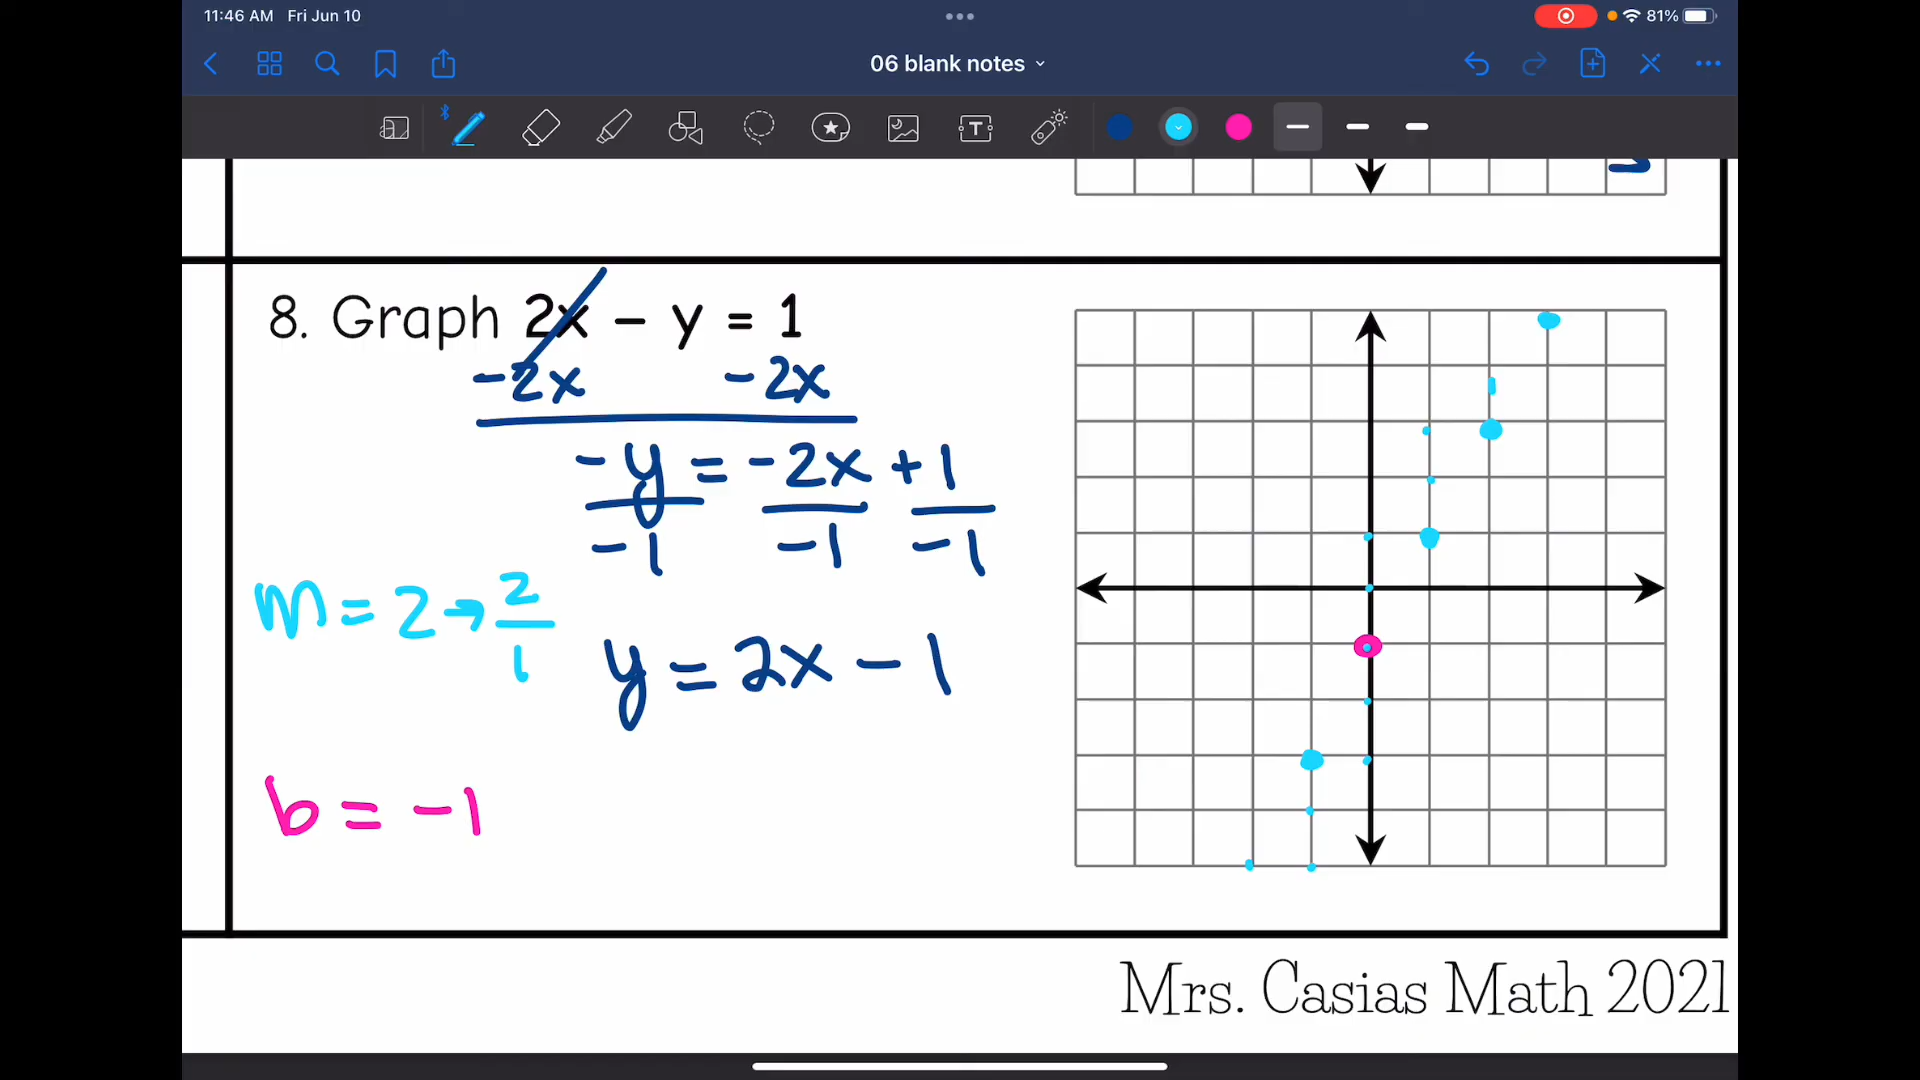 11:46 AM Fri Jun 10
81%
06 blank notes
T
8. Graph 2x - y = 1
-2x -2x
-y = -2x + 1
-1 -1 -1
m = 2 → 2/1
y = 2x - 1
b = -1
Mrs. Casias Math 2021